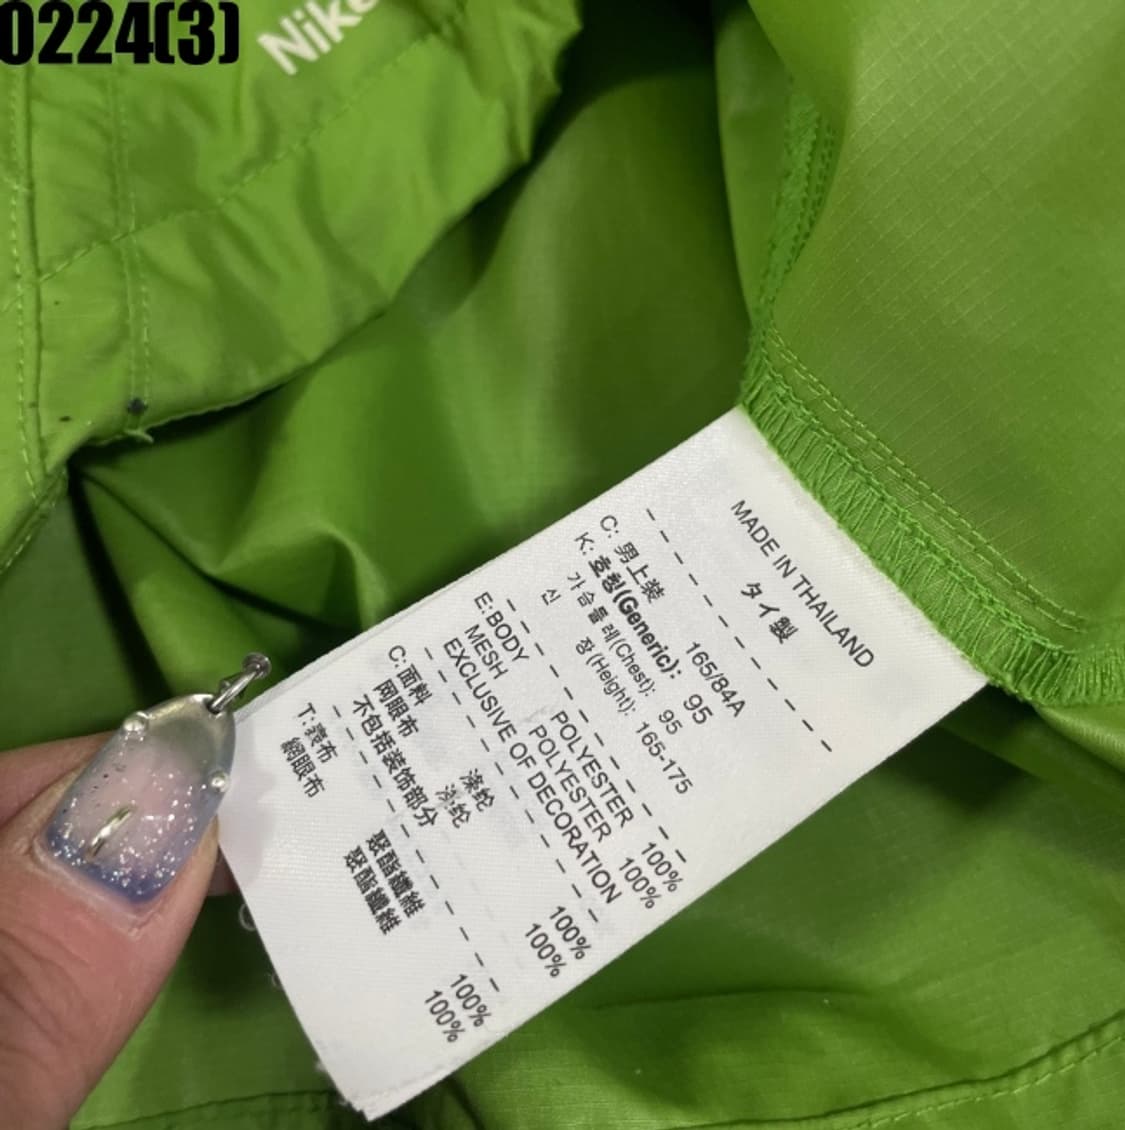 0224(3)
Nike
MADE IN THAILAND
タイ製
C: 男上装 165/84A
K: 호칭(Generic): 95
가슴둘레(Chest): 95
신 장(Height): 165-175
E:BODY POLYESTER 100%
MESH POLYESTER 100%
EXCLUSIVE OF DECORATION
C:面料 涤纶 100%
网眼布 涤纶 100%
不包括装饰部分
T:表布 聚酯纖維 100%
網眼布 聚酯纖維 100%